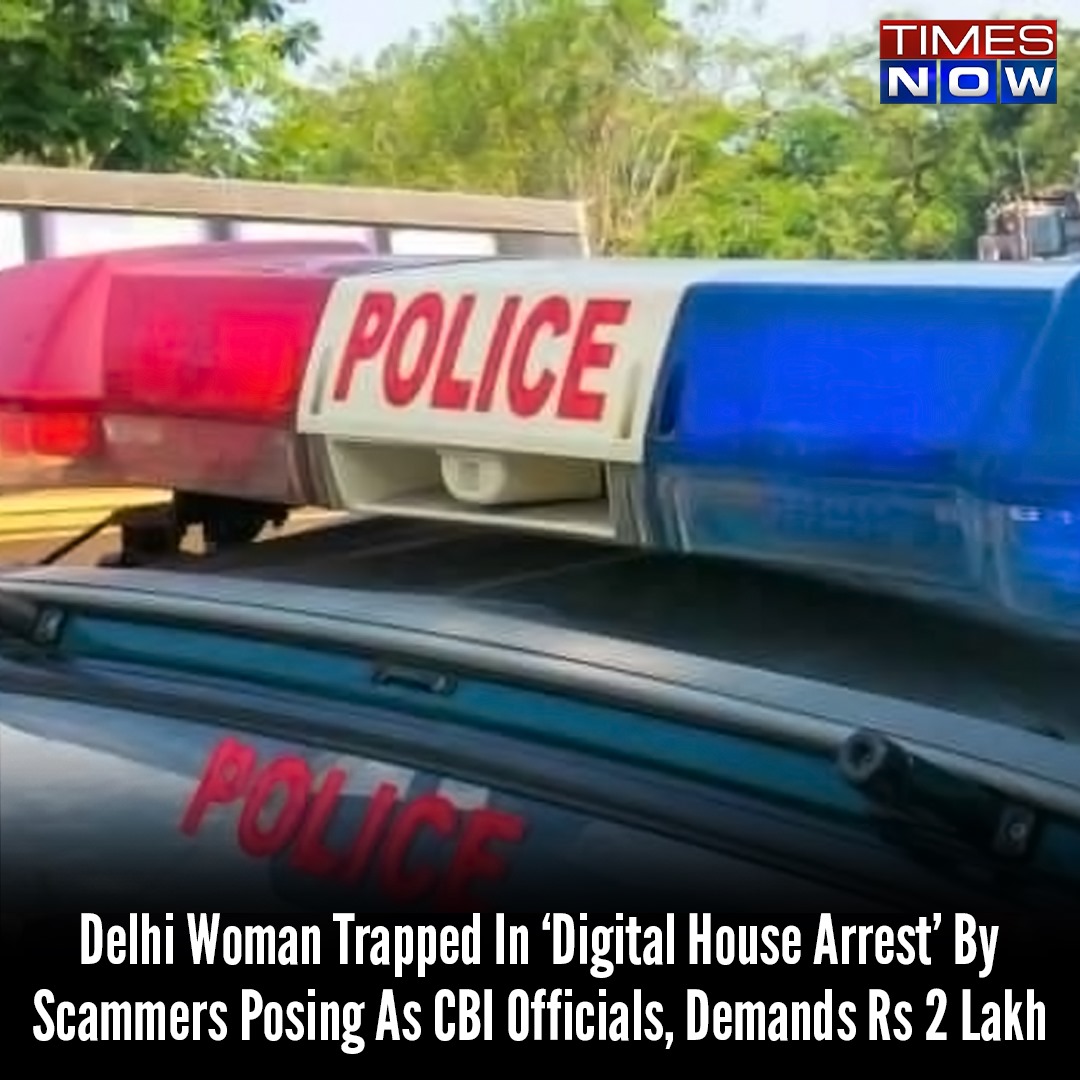 TIMES
NOW
POLICE
POLICE
Delhi Woman Trapped In ‘Digital House Arrest’ By
Scammers Posing As CBI Officials, Demands Rs 2 Lakh